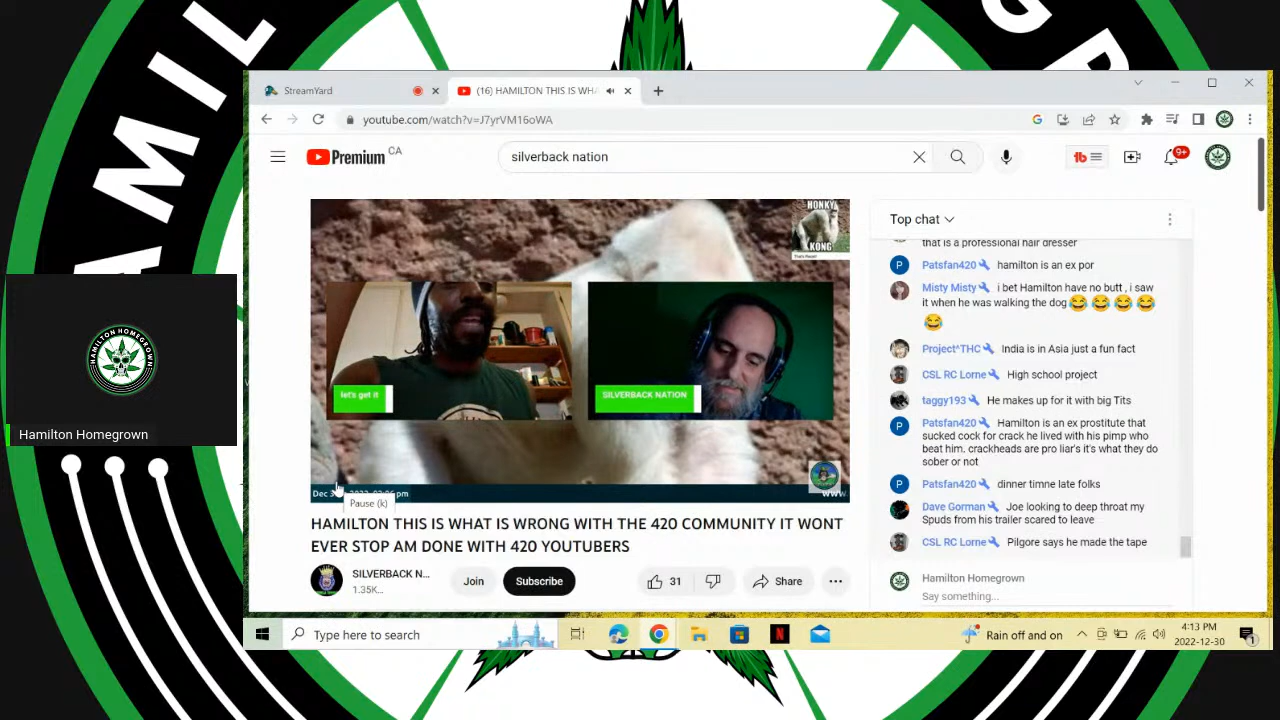 HAMIL
GR
StreamYard
(16) HAMILTON THIS IS WHA
youtube.com/watch?v=J7yrVM16oWA
Premium CA
silverback nation
9+
HONKY
KONG
let's get it
SILVERBACK NATION
www.
Pause (k)
HAMILTON THIS IS WHAT IS WRONG WITH THE 420 COMMUNITY IT WONT
EVER STOP AM DONE WITH 420 YOUTUBERS
SILVERBACK N...
1.35K...
Join
Subscribe
31
Share
Top chat
that is a professional hair dresser
Patsfan420 hamilton is an ex por
Misty Misty i bet Hamilton have no butt , i saw
it when he was walking the dog
Project^THC India is in Asia just a fun fact
CSL RC Lorne High school project
taggy193 He makes up for it with big Tits
Patsfan420 Hamilton is an ex prostitute that
sucked cock for crack he lived with his pimp who
beat him. crackheads are pro liar's it's what they do
sober or not
Patsfan420 dinner timne late folks
Dave Gorman Joe looking to deep throat my
Spuds from his trailer scared to leave
CSL RC Lorne Pilgore says he made the tape
Hamilton Homegrown
Say something...
HAMILTON HOMEGROWN
Hamilton Homegrown
Type here to search
Rain off and on
4:13 PM
2022-12-30